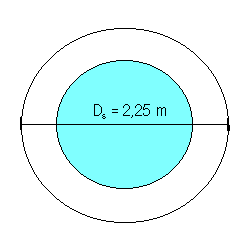 Dₛ = 2,25 m